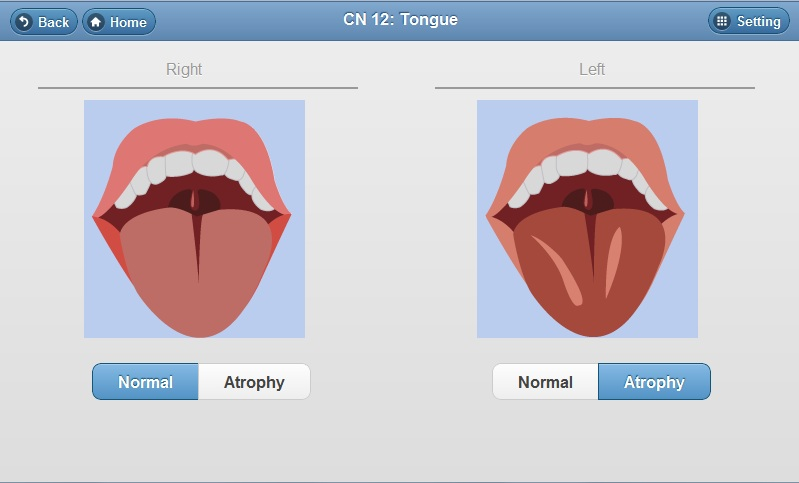 Back Home CN 12: Tongue Setting
Right Left
Normal Atrophy Normal Atrophy